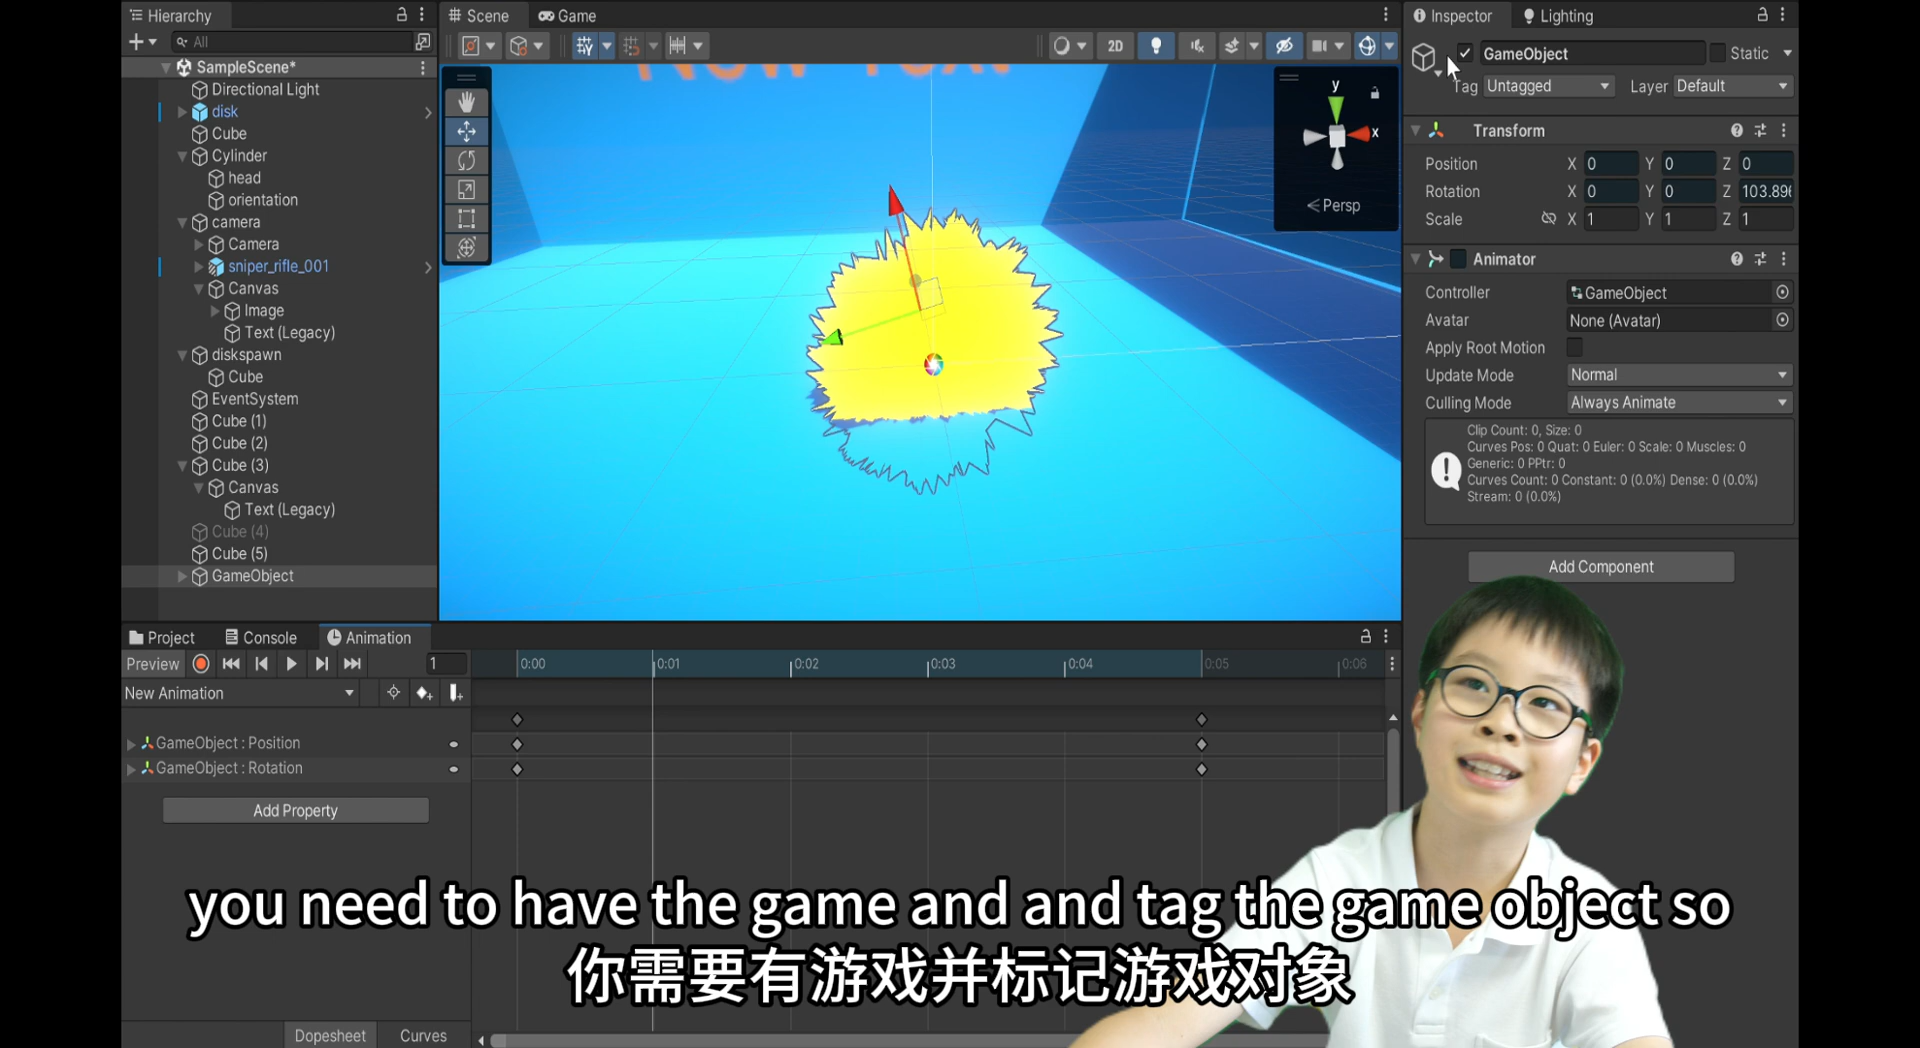 Hierarchy
All
SampleScene*
Directional Light
disk
Cube
Cylinder
head
orientation
camera
Camera
sniper_rifle_001
Canvas
Image
Text (Legacy)
diskspawn
Cube
EventSystem
Cube (1)
Cube (2)
Cube (3)
Canvas
Text (Legacy)
Cube (4)
Cube (5)
GameObject
Scene
Game
2D
y
x
Persp
Inspector
Lighting
GameObject
Static
Tag Untagged Layer Default
Transform
Position X 0 Y 0 Z 0
Rotation X 0 Y 0 Z 103.896
Scale X 1 Y 1 Z 1
Animator
Controller GameObject
Avatar None (Avatar)
Apply Root Motion
Update Mode Normal
Culling Mode Always Animate
Clip Count: 0, Size: 0
Curves Pos: 0 Quat: 0 Euler: 0 Scale: 0 Muscles: 0
Generic: 0 PPtr: 0
Curves Count: 0 Constant: 0 (0.0%) Dense: 0 (0.0%)
Stream: 0 (0.0%)
Add Component
Project
Console
Animation
Preview 1
0:00 0:01 0:02 0:03 0:04 0:05 0:06
New Animation
GameObject : Position
GameObject : Rotation
Add Property
you need to have the game and and tag the game object so
你需要有游戏并标记游戏对象
Dopesheet
Curves